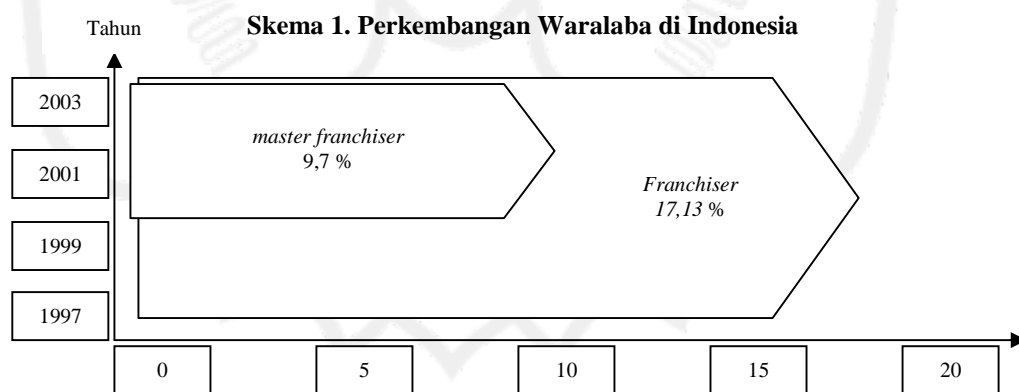 Skema 1. Perkembangan Waralaba di Indonesia
Tahun
2003
master franchiser
9,7 %
2001
Franchiser
17,13 %
1999
1997
0 5 10 15 20